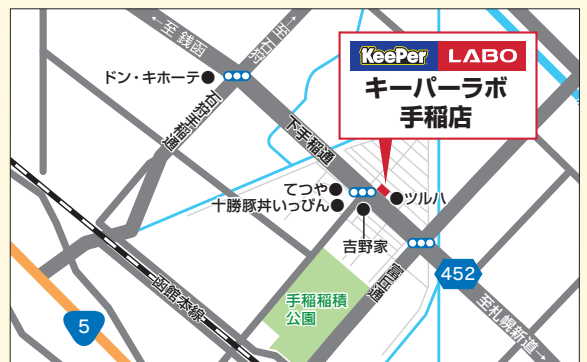 至銭函
至石狩
KeePer LABO
キーパーラボ
手稲店
ドン・キホーテ
石狩手稲通
下手稲通
てつや
十勝豚丼いっぴん
ツルハ
吉野家
452
富丘通
至札幌新道
手稲稲積
公園
函館本線
5